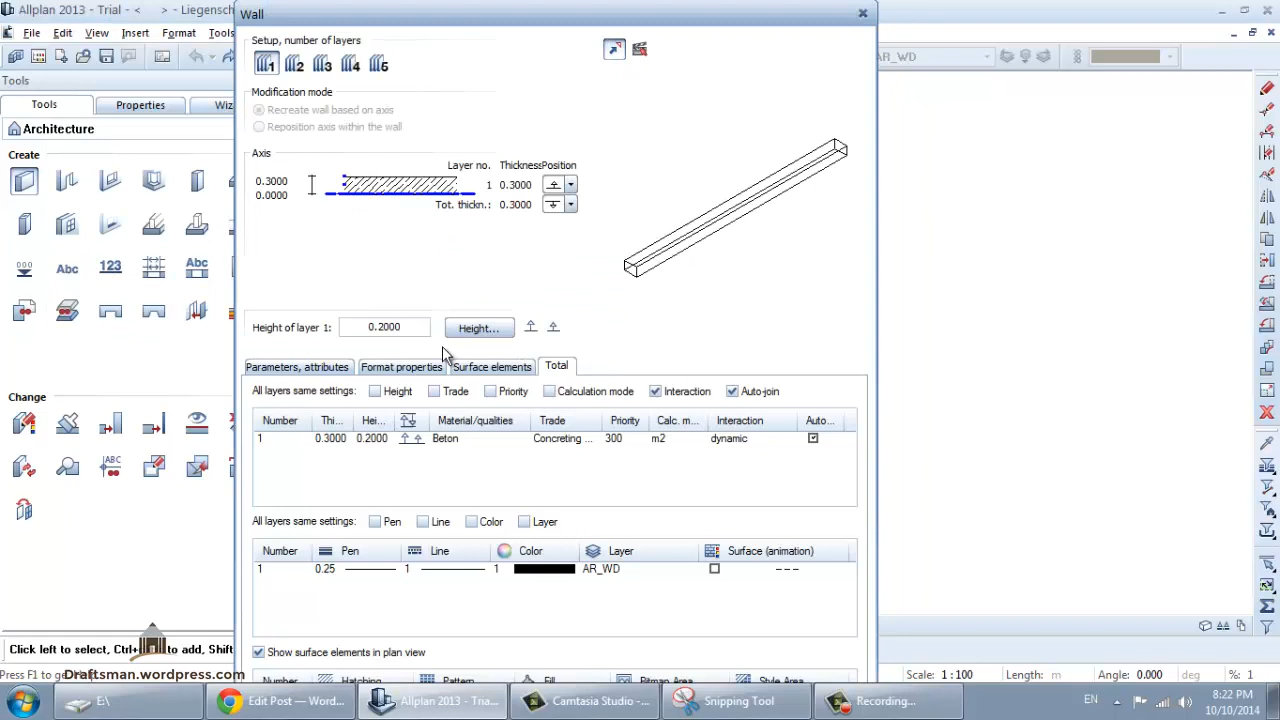 Allplan 2013 - Trial - < > - Liegensch
File Edit View Insert Format Tools
Wall
Setup, number of layers
1 2 3 4 5
Modification mode
Recreate wall based on axis
Reposition axis within the wall
Axis
Layer no. Thickness Position
0.3000
1 0.3000
0.0000
Tot. thickn.: 0.3000
Height of layer 1: 0.2000 Height...
Parameters, attributes Format properties Surface elements Total
All layers same settings: Height Trade Priority Calculation mode Interaction Auto-join
Number Thi... Hei... Material/qualities Trade Priority Calc. m... Interaction Auto...
1 0.3000 0.2000 Beton Concreting ... 300 m2 dynamic
All layers same settings: Pen Line Color Layer
Number Pen Line Color Layer Surface (animation)
1 0.25 1 1 AR_WD ---
Show surface elements in plan view
Number Hatching Pattern Fill Bitmap Area Style Area
Tools
Tools Properties Wiz
Architecture
Create
Abc 123 Abc
Change
ABC
AR_WD
Click left to select, Ctrl+ to add, Shift
Press F1 to ge
Draftsman.wordpress.com
Scale: 1 : 100 Length: m Angle: 0.000 deg %: 1
E:\ Edit Post — Word... Allplan 2013 - Tria... Camtasia Studio - ... Snipping Tool Recording...
EN 8:22 PM
10/10/2014